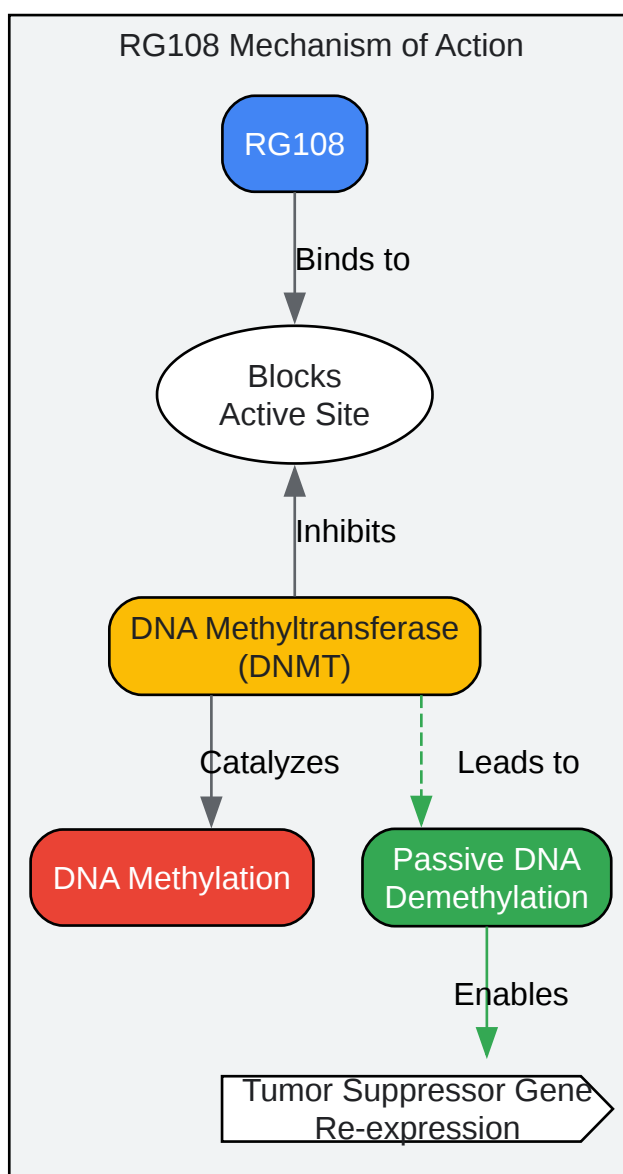 RG108 Mechanism of Action
RG108
Binds to
Blocks
Active Site
Inhibits
DNA Methyltransferase
(DNMT)
Catalyzes
Leads to
DNA Methylation
Passive DNA
Demethylation
Enables
Tumor Suppressor Gene
Re-expression